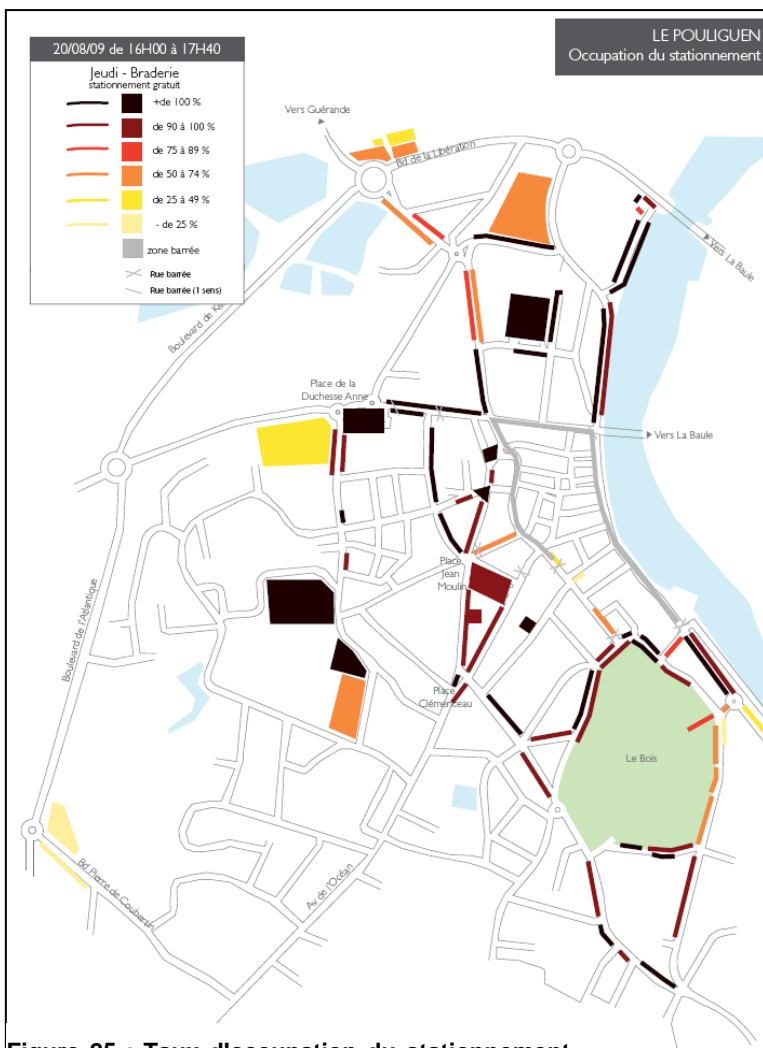 LE POULIGUEN
Occupation du stationnement
20/08/09 de 16H00 à 17H40
Jeudi - Braderie
stationnement gratuit
+de 100 %
de 90 à 100 %
de 75 à 89 %
de 50 à 74 %
de 25 à 49 %
- de 25 %
zone barrée
Rue barrée
Rue barrée (1 sens)
Vers Guérande
Bd de la Libération
Vers La Baule
Boulevard de
Place de la
Duchesse Anne
Vers La Baule
Place
Jean
Moulin
Boulevard de l'Atlantique
Place
Clémenceau
Le Bois
Bd Pierre de Coubertin
Av de l'Océan
Figure 25 : Taux d'occupation du stationnement